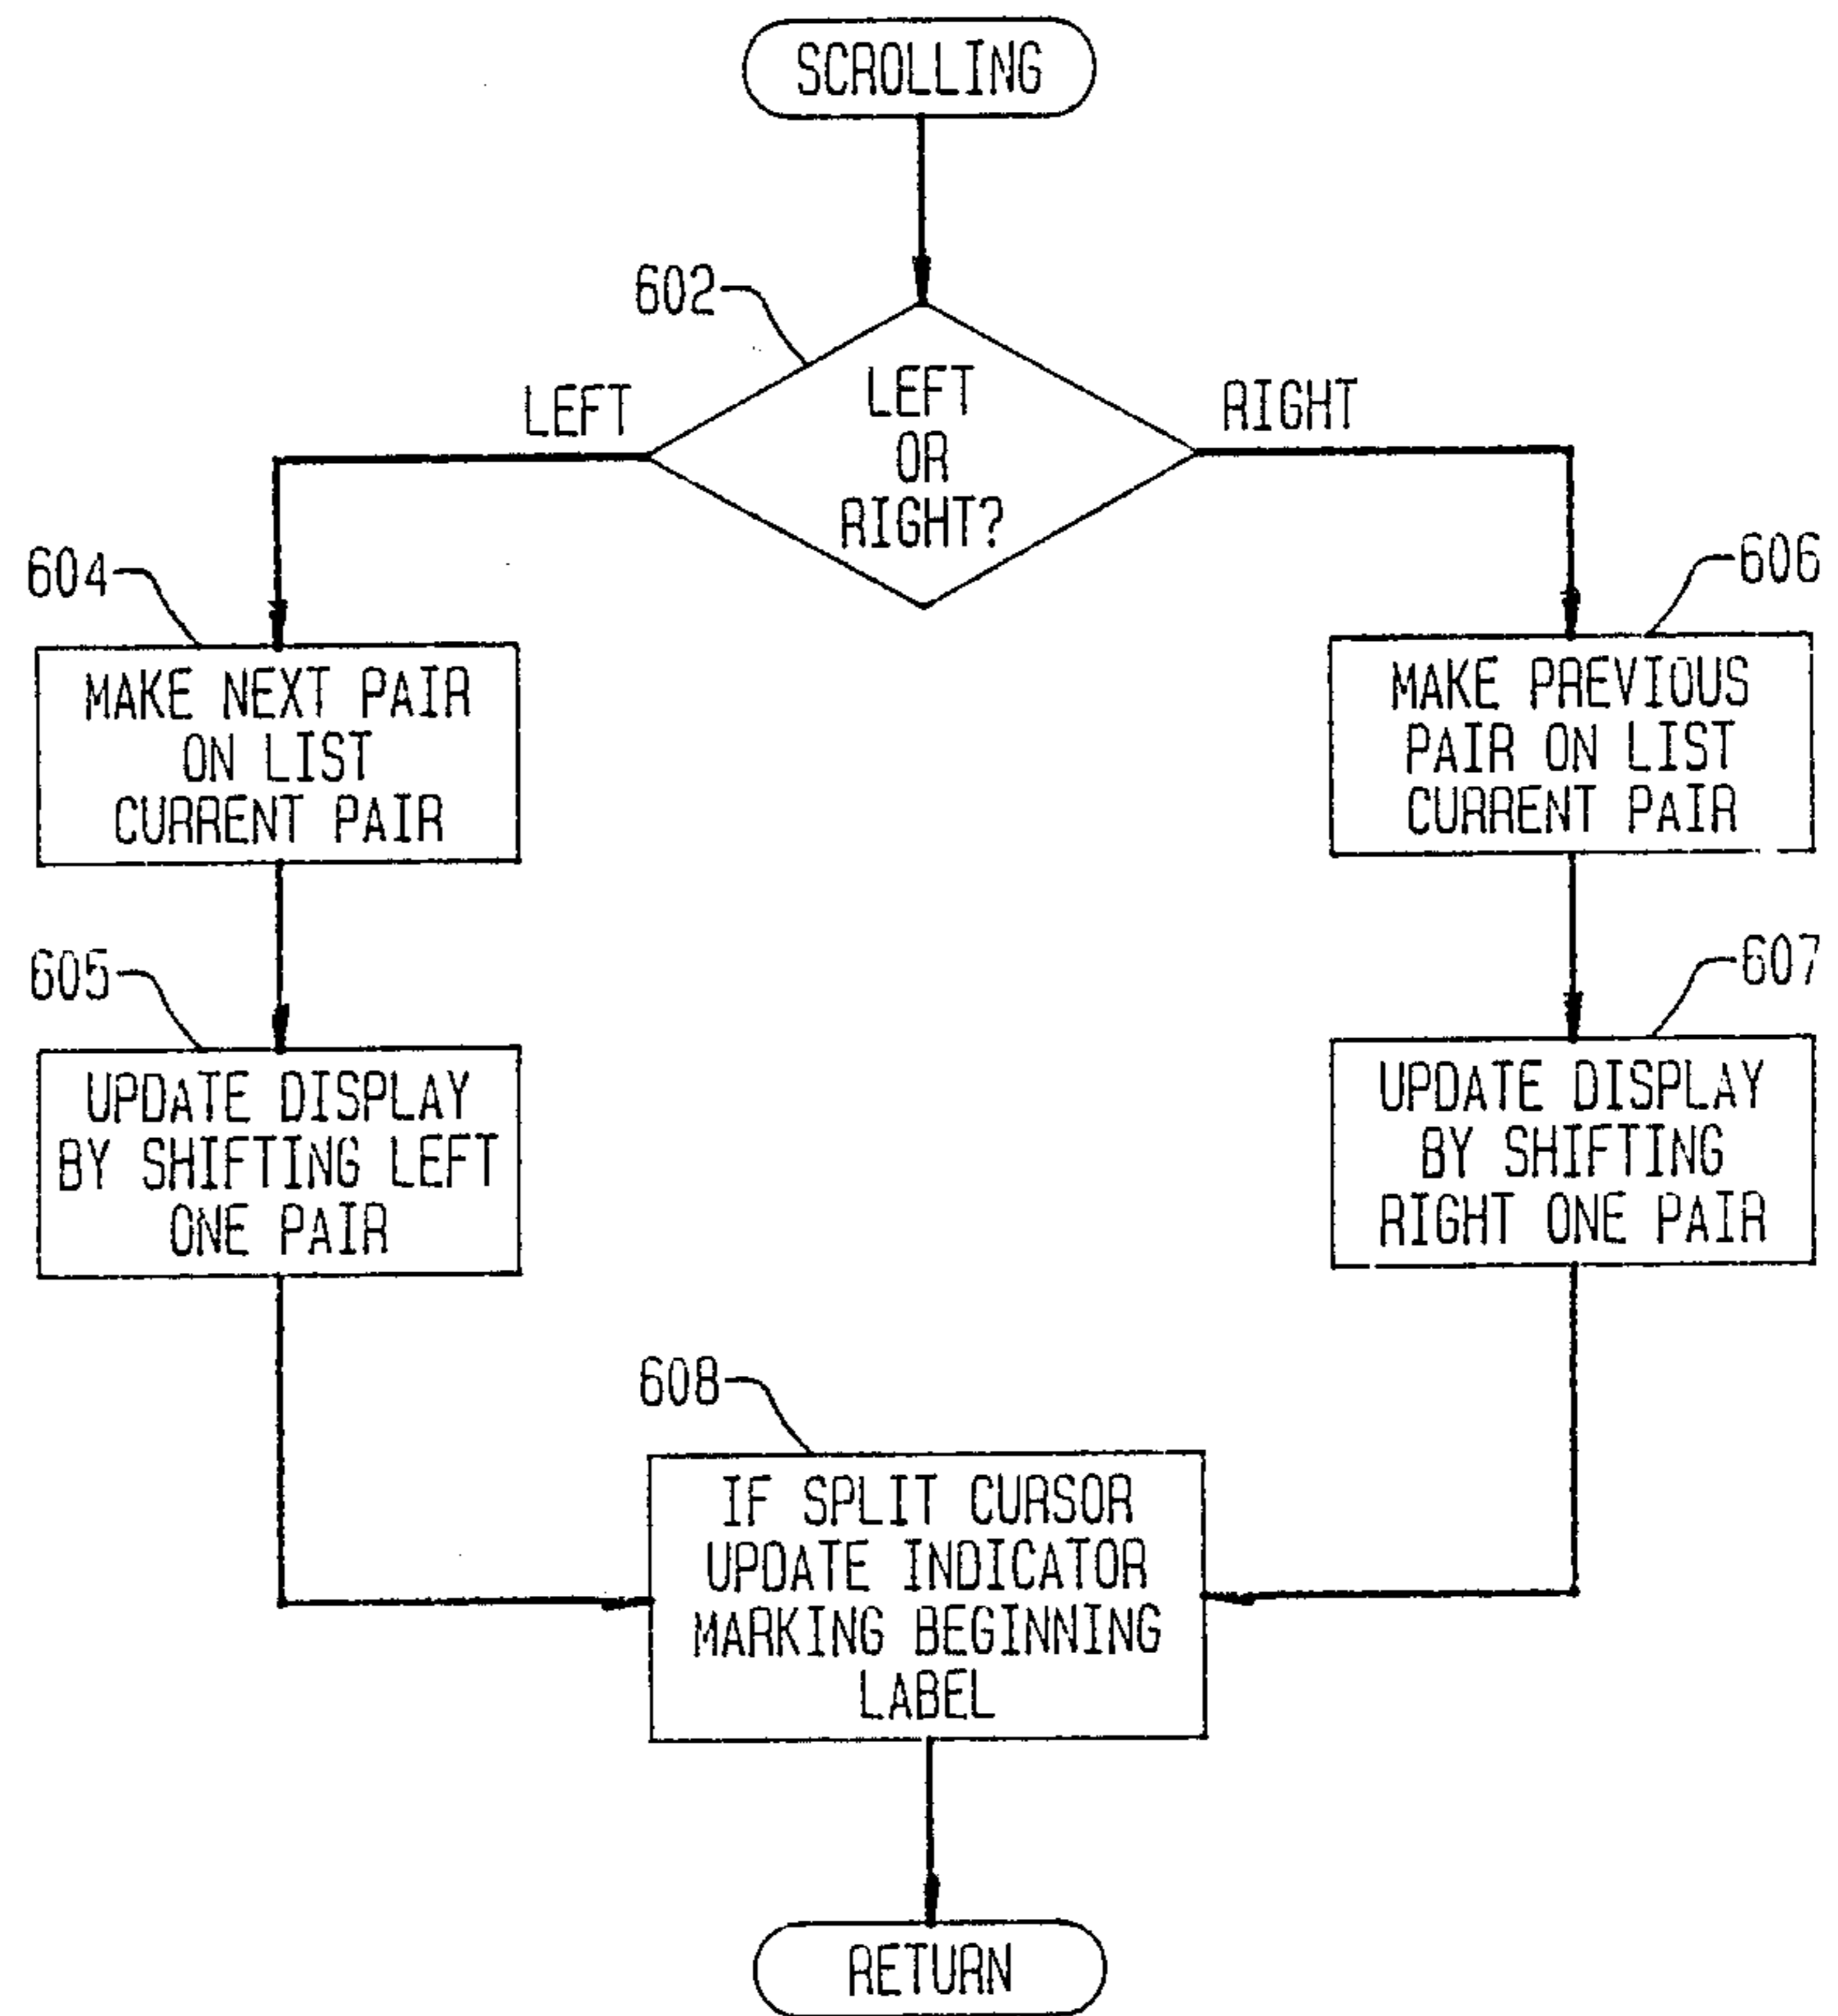 SCROLLING
602
LEFT
RIGHT
LEFT
OR
RIGHT?
604
606
MAKE NEXT PAIR
ON LIST
CURRENT PAIR
MAKE PREVIOUS
PAIR ON LIST
CURRENT PAIR
605
607
UPDATE DISPLAY
BY SHIFTING LEFT
ONE PAIR
UPDATE DISPLAY
BY SHIFTING
RIGHT ONE PAIR
608
IF SPLIT CURSOR
UPDATE INDICATOR
MARKING BEGINNING
LABEL
RETURN